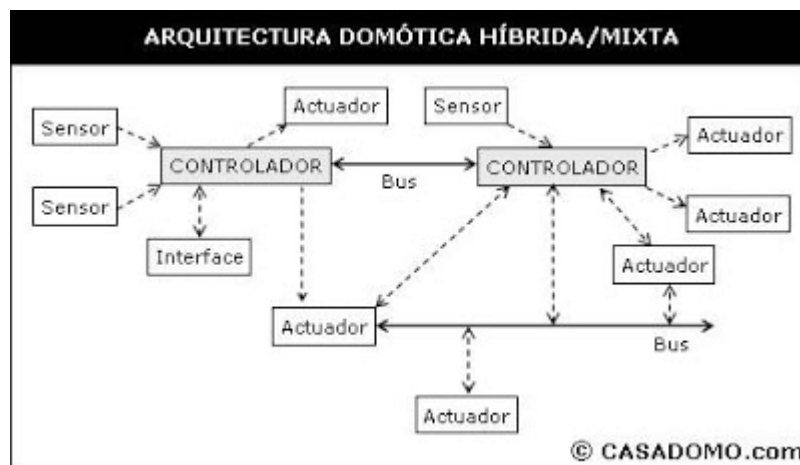 ARQUITECTURA DOMÓTICA HÍBRIDA/MIXTA
Actuador
Sensor
Sensor
Actuador
CONTROLADOR
CONTROLADOR
Bus
Sensor
Actuador
Interface
Actuador
Actuador
Bus
Actuador
© CASADOMO.com